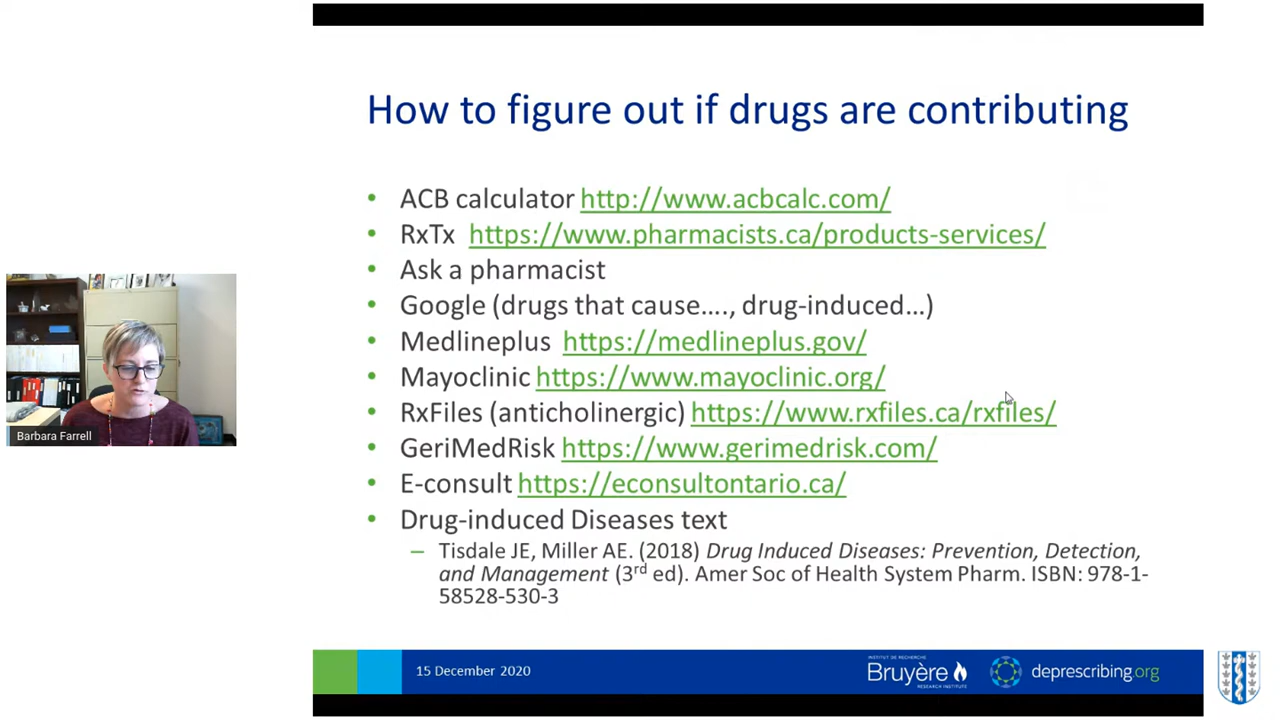 How to figure out if drugs are contributing
• ACB calculator http://www.acbcalc.com/
• RxTx https://www.pharmacists.ca/products-services/
• Ask a pharmacist
• Google (drugs that cause…., drug-induced…)
• Medlineplus https://medlineplus.gov/
• Mayoclinic https://www.mayoclinic.org/
• RxFiles (anticholinergic) https://www.rxfiles.ca/rxfiles/
• GeriMedRisk https://www.gerimedrisk.com/
• E-consult https://econsultontario.ca/
• Drug-induced Diseases text
– Tisdale JE, Miller AE. (2018) Drug Induced Diseases: Prevention, Detection,
and Management (3rd ed). Amer Soc of Health System Pharm. ISBN: 978-1-
58528-530-3
Barbara Farrell
15 December 2020
INSTITUT DE RECHERCHE
Bruyère
RESEARCH INSTITUTE
deprescribing.org